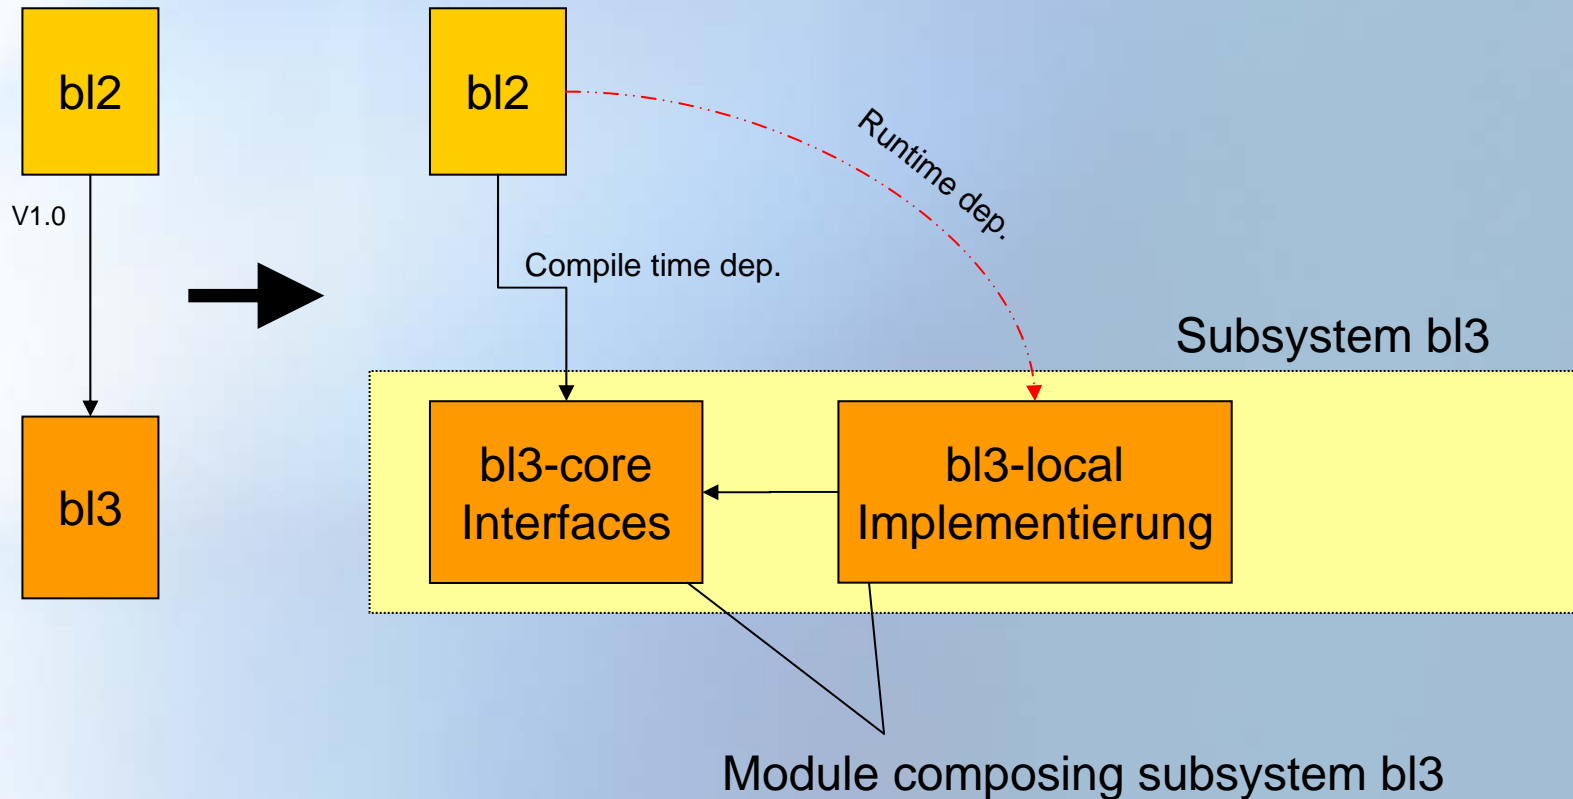 bl2
V1.0
bl3
bl2
Runtime dep.
Compile time dep.
Subsystem bl3
bl3-core
Interfaces
bl3-local
Implementierung
Module composing subsystem bl3